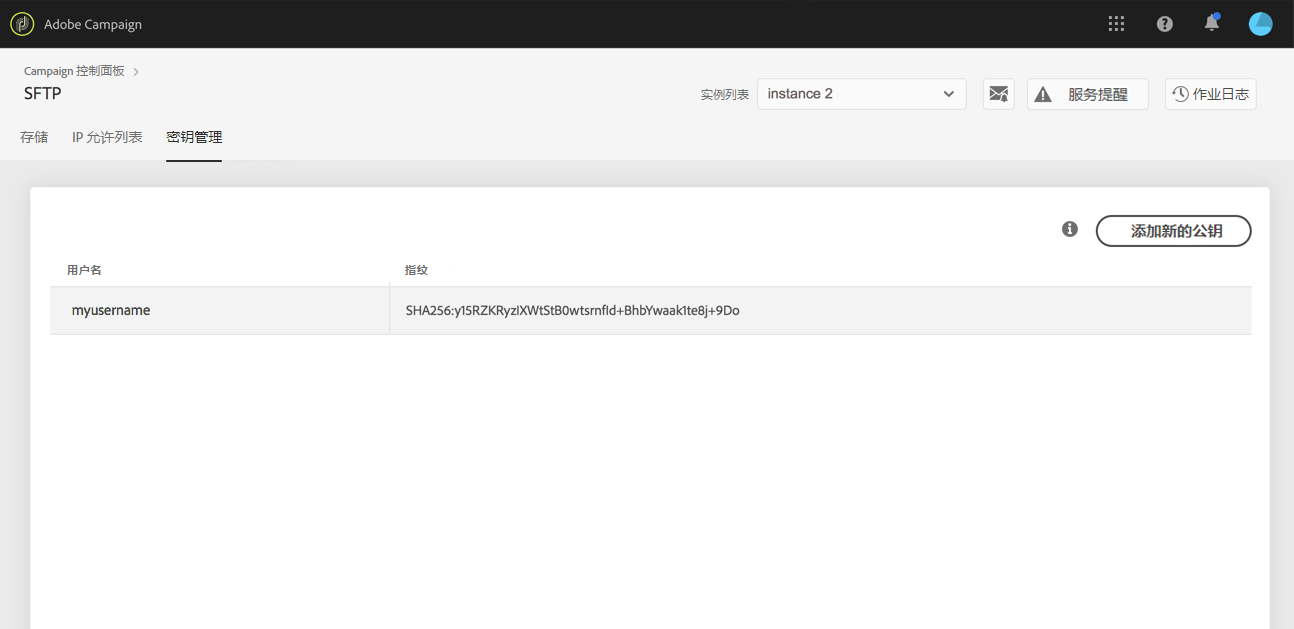 Adobe Campaign
Campaign 控制面板
SFTP
实例列表 instance 2 服务提醒 作业日志
存储 IP 允许列表 密钥管理
添加新的公钥
用户名 指纹
myusername SHA256:y15RZKRyzIXWtStB0wtsrnfId+BhbYwaak1te8j+9Do